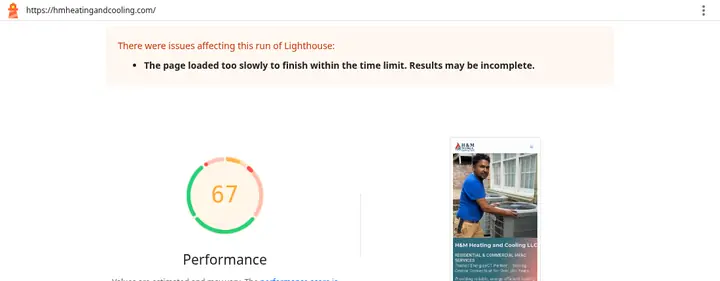 https://hmheatingandcooling.com/
There were issues affecting this run of Lighthouse:
• The page loaded too slowly to finish within the time limit. Results may be incomplete.
67
Performance
H&M
H&M Heating and Cooling LLC
RESIDENTIAL & COMMERCIAL HVAC
SERVICES